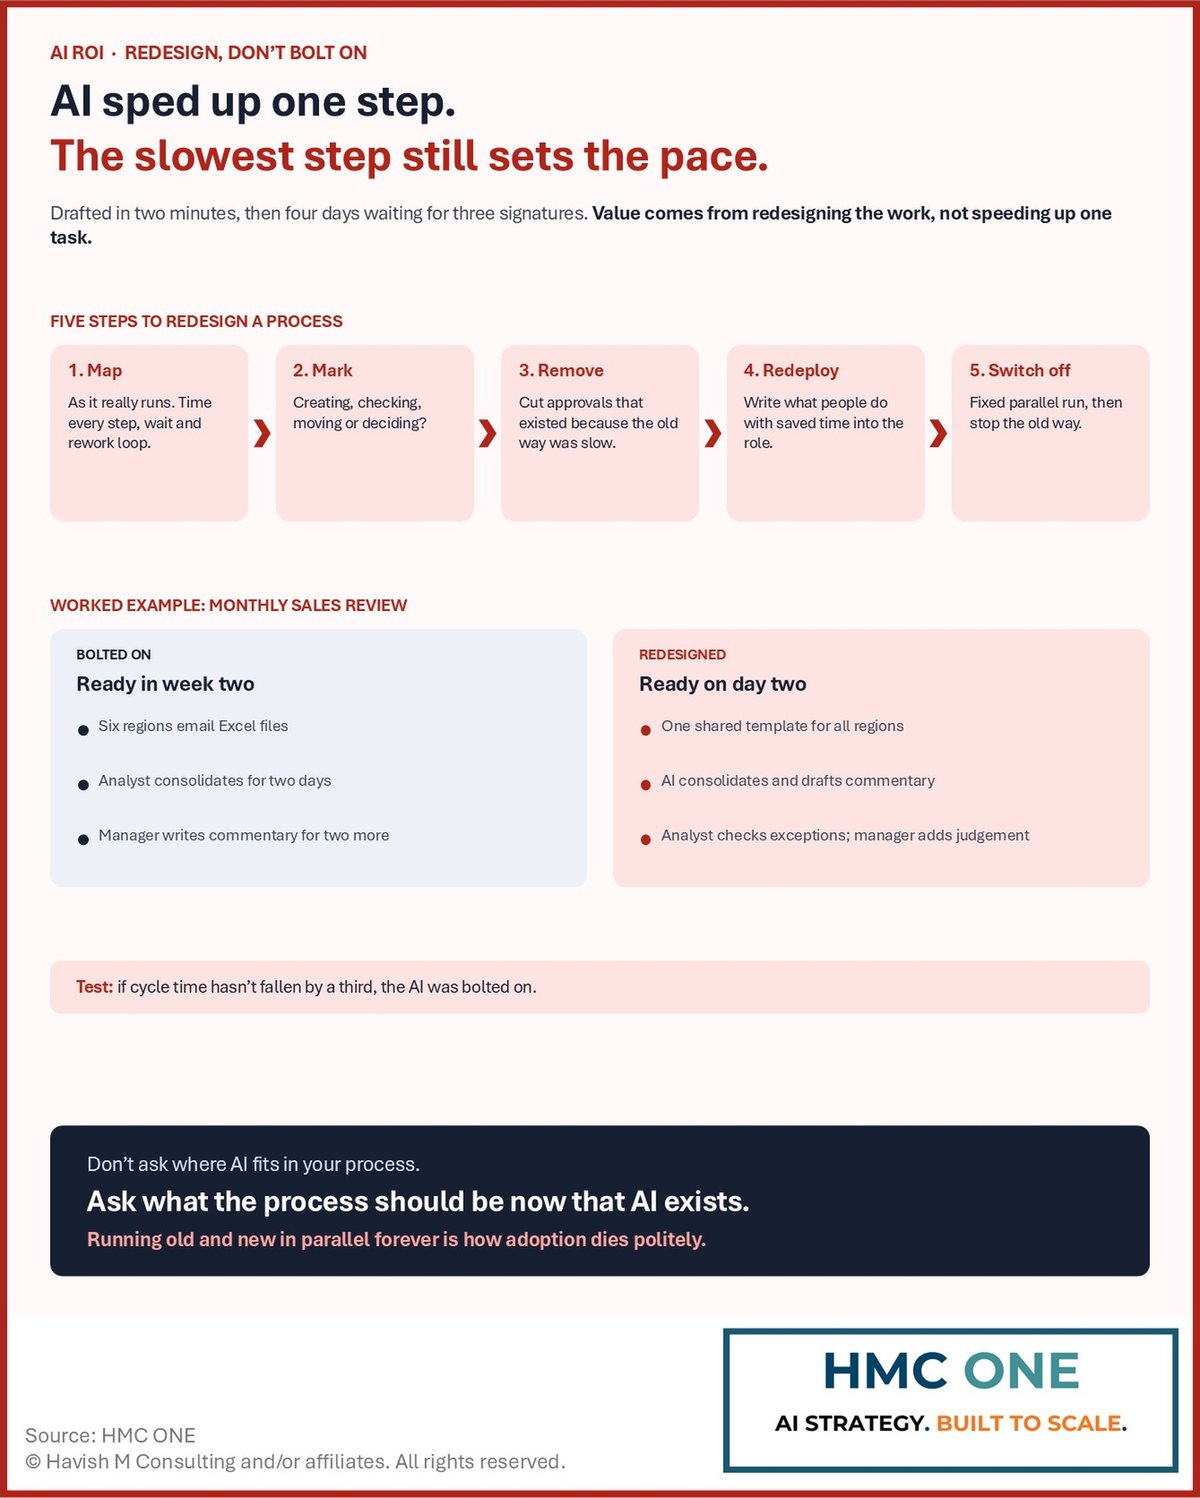 AI ROI · REDESIGN, DON’T BOLT ON
AI sped up one step.
The slowest step still sets the pace.
Drafted in two minutes, then four days waiting for three signatures. Value comes from redesigning the work, not speeding up one
task.
FIVE STEPS TO REDESIGN A PROCESS
1. Map
As it really runs. Time
every step, wait and
rework loop.
2. Mark
Creating, checking,
moving or deciding?
3. Remove
Cut approvals that
existed because the old
way was slow.
4. Redeploy
Write what people do
with saved time into the
role.
5. Switch off
Fixed parallel run, then
stop the old way.
WORKED EXAMPLE: MONTHLY SALES REVIEW
BOLTED ON
Ready in week two
Six regions email Excel files
Analyst consolidates for two days
Manager writes commentary for two more
REDESIGNED
Ready on day two
One shared template for all regions
AI consolidates and drafts commentary
Analyst checks exceptions; manager adds judgement
Test: if cycle time hasn’t fallen by a third, the AI was bolted on.
Don’t ask where AI fits in your process.
Ask what the process should be now that AI exists.
Running old and new in parallel forever is how adoption dies politely.
HMC ONE
AI STRATEGY. BUILT TO SCALE.
Source: HMC ONE
© Havish M Consulting and/or affiliates. All rights reserved.